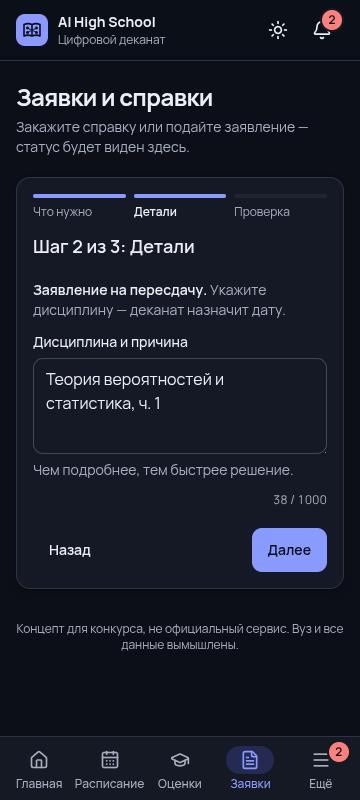 AI High School
Цифровой деканат
2
Заявки и справки
Закажите справку или подайте заявление —
статус будет виден здесь.
Что нужно
Детали
Проверка
Шаг 2 из 3: Детали
Заявление на пересдачу. Укажите
дисциплину — деканат назначит дату.
Дисциплина и причина
Теория вероятностей и
статистика, ч. 1
Чем подробнее, тем быстрее решение.
38 / 1000
Назад
Далее
Концепт для конкурса, не официальный сервис. Вуз и все
данные вымышлены.
Главная
Расписание
Оценки
Заявки
2
Ещё